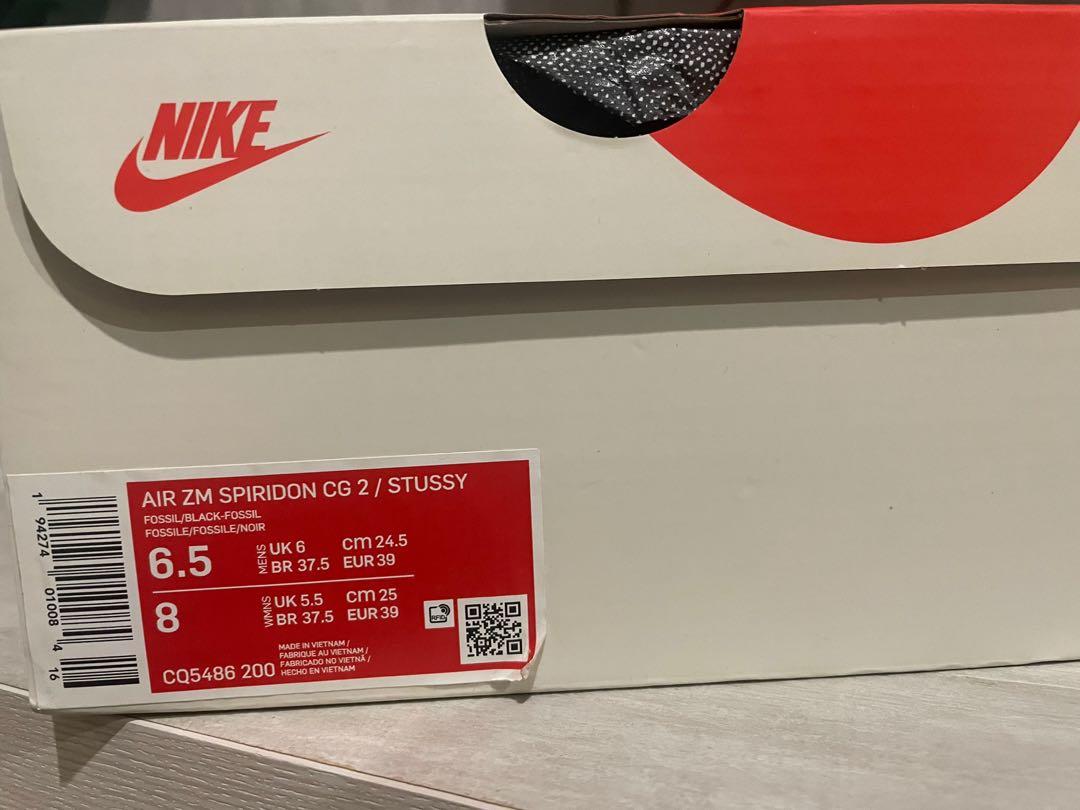 NIKE
AIR ZM SPIRIDON CG 2 / STUSSY
FOSSIL/BLACK-FOSSIL
FOSSILE/FOSSILE/NOIR
6.5 MENS UK 6 cm 24.5
BR 37.5 EUR 39
8 WMNS UK 5.5 cm 25
BR 37.5 EUR 39
RFID
CQ5486 200
MADE IN VIETNAM /
FABRIQUE AU VIETNAM /
FABRICADO NO VIETNÃ /
HECHO EN VIETNAM
1 94274 01008 4 16